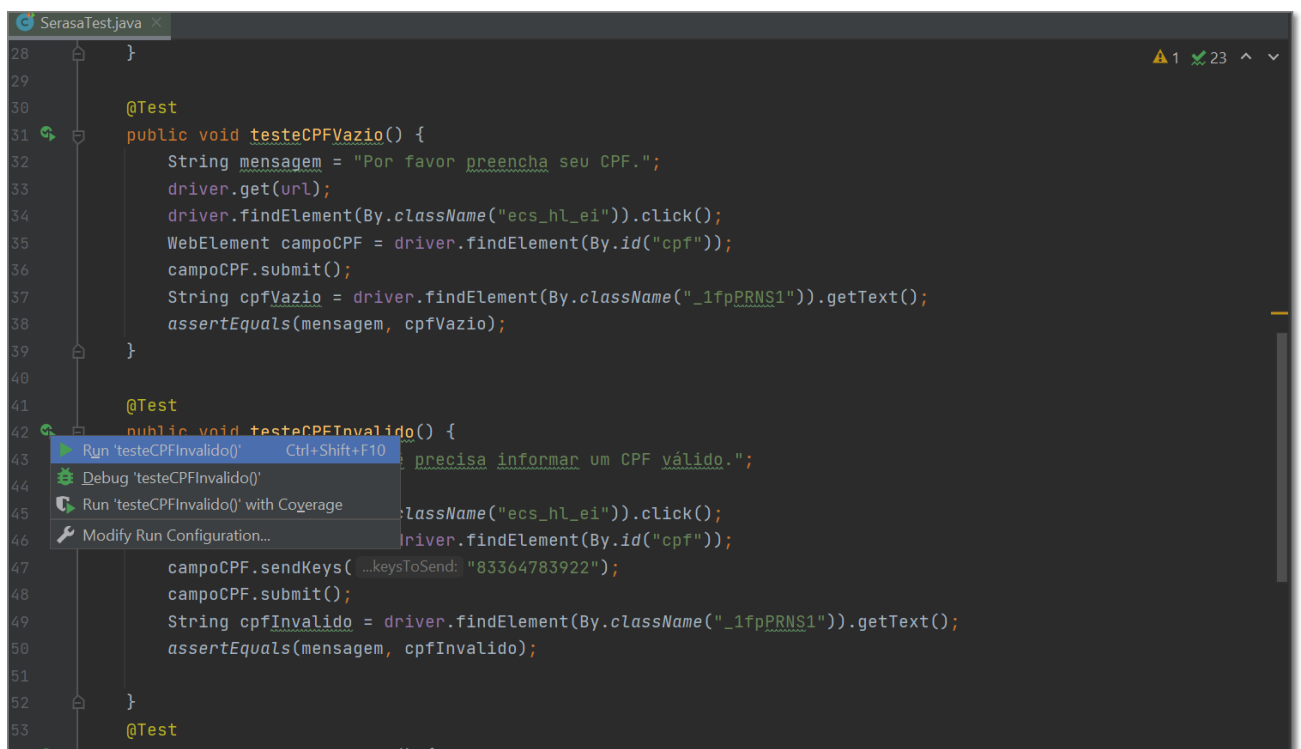 SerasaTest.java
1 23
28 }
29
30 @Test
31 public void testeCPFVazio() {
32 String mensagem = "Por favor preencha seu CPF.";
33 driver.get(url);
34 driver.findElement(By.className("ecs_hl_ei")).click();
35 WebElement campoCPF = driver.findElement(By.id("cpf"));
36 campoCPF.submit();
37 String cpfVazio = driver.findElement(By.className("_1fpPRNS1")).getText();
38 assertEquals(mensagem, cpfVazio);
39 }
40
41 @Test
42 public void testeCPFInvalido() {
Run 'testeCPFInvalido()' Ctrl+Shift+F10
43 precisa informar um CPF válido.";
Debug 'testeCPFInvalido()'
44
Run 'testeCPFInvalido()' with Coverage
45 className("ecs_hl_ei")).click();
Modify Run Configuration...
46 driver.findElement(By.id("cpf"));
47 campoCPF.sendKeys( ...keysToSend: "83364783922");
48 campoCPF.submit();
49 String cpfInvalido = driver.findElement(By.className("_1fpPRNS1")).getText();
50 assertEquals(mensagem, cpfInvalido);
51
52 }
53 @Test